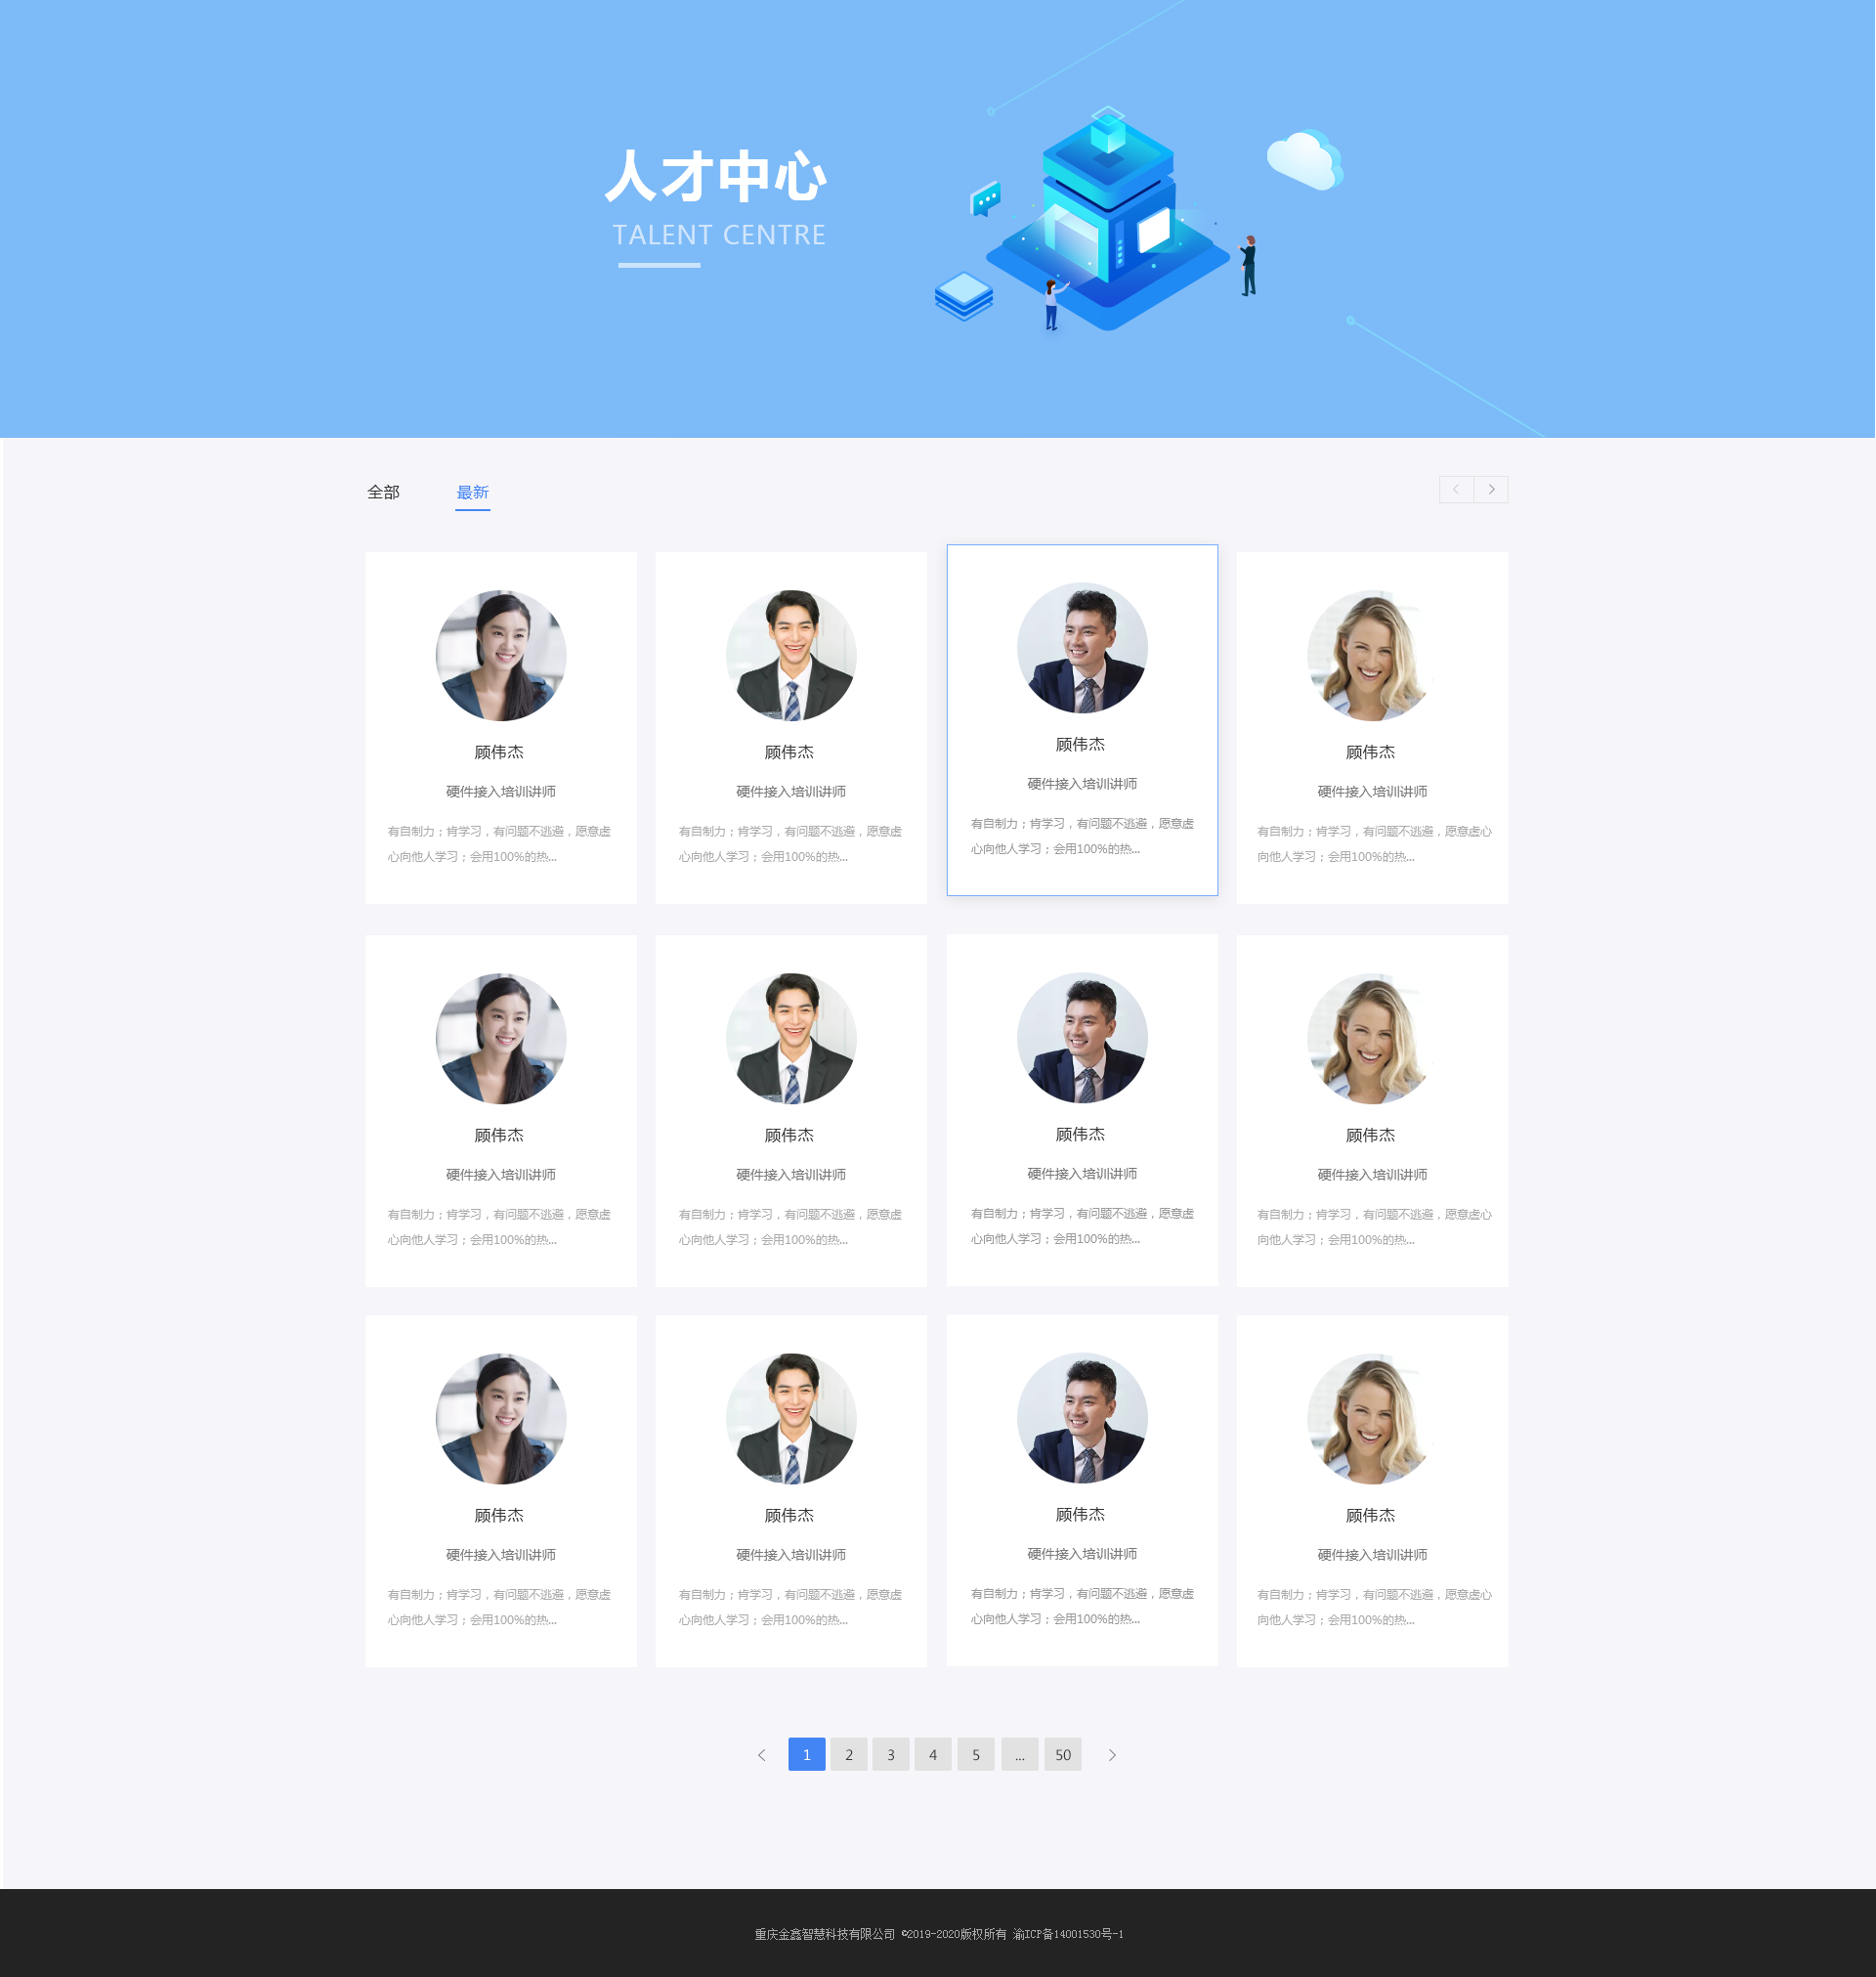 人才中心
TALENT CENTRE
全部 最新
顾伟杰
硬件接入培训讲师
有自制力；肯学习，有问题不逃避，愿意虚
心向他人学习；会用100%的热...
顾伟杰
硬件接入培训讲师
有自制力；肯学习，有问题不逃避，愿意虚
心向他人学习；会用100%的热...
顾伟杰
硬件接入培训讲师
有自制力；肯学习，有问题不逃避，愿意虚
心向他人学习；会用100%的热...
顾伟杰
硬件接入培训讲师
有自制力；肯学习，有问题不逃避，愿意虚心
向他人学习；会用100%的热...
顾伟杰
硬件接入培训讲师
有自制力；肯学习，有问题不逃避，愿意虚
心向他人学习；会用100%的热...
顾伟杰
硬件接入培训讲师
有自制力；肯学习，有问题不逃避，愿意虚
心向他人学习；会用100%的热...
顾伟杰
硬件接入培训讲师
有自制力；肯学习，有问题不逃避，愿意虚
心向他人学习；会用100%的热...
顾伟杰
硬件接入培训讲师
有自制力；肯学习，有问题不逃避，愿意虚心
向他人学习；会用100%的热...
顾伟杰
硬件接入培训讲师
有自制力；肯学习，有问题不逃避，愿意虚
心向他人学习；会用100%的热...
顾伟杰
硬件接入培训讲师
有自制力；肯学习，有问题不逃避，愿意虚
心向他人学习；会用100%的热...
顾伟杰
硬件接入培训讲师
有自制力；肯学习，有问题不逃避，愿意虚
心向他人学习；会用100%的热...
顾伟杰
硬件接入培训讲师
有自制力；肯学习，有问题不逃避，愿意虚心
向他人学习；会用100%的热...
1 2 3 4 5 ... 50
重庆金鑫智慧科技有限公司 ©2019-2020版权所有 渝ICP备14001530号-1